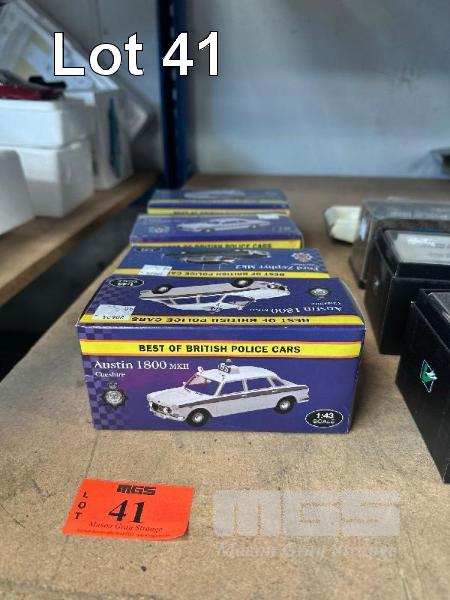 Lot 41
Ford Zephyr Mk2
BEST OF BRITISH POLICE CARS
Austin 1800 MKII
Cheshire
BEST OF BRITISH POLICE CARS
BEST OF BRITISH POLICE CARS
Austin 1800 MKII
Cheshire
1:43
SCALE
LOT
MGS
41
Mason Gray Strange
MGS
Mason Gray Strange